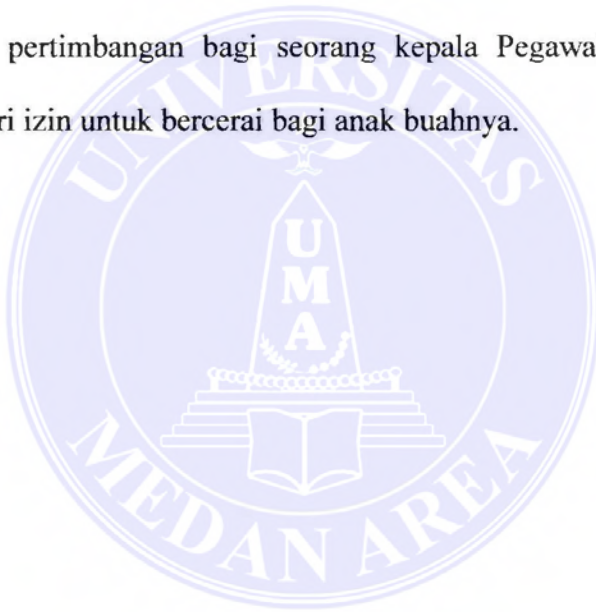 pertimbangan bagi seorang kepala Pegawa
ri izin untuk bercerai bagi anak buahnya.
UNIVERSITAS
UMA
MEDAN AREA